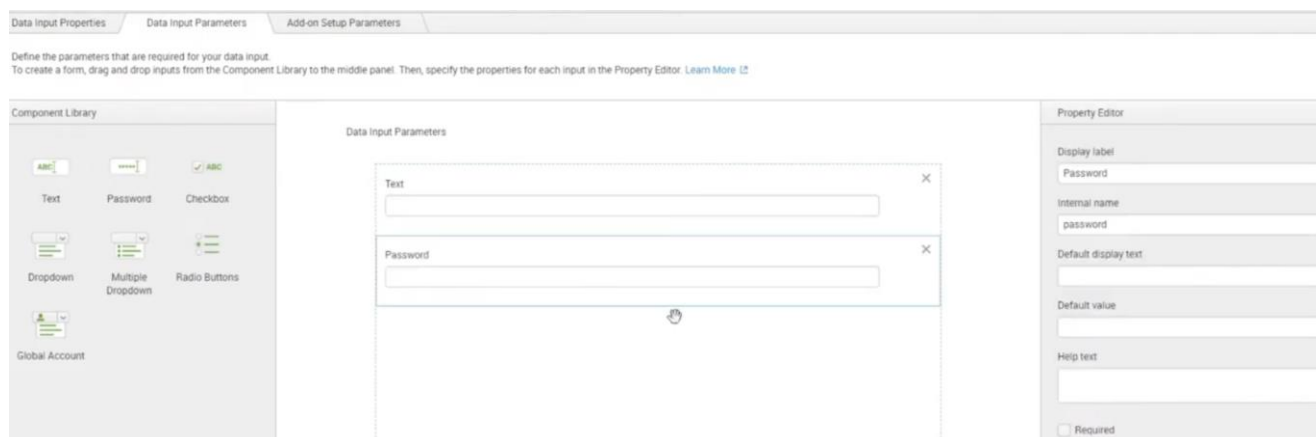 Data Input Properties
Data Input Parameters
Add-on Setup Parameters
Define the parameters that are required for your data input.
To create a form, drag and drop inputs from the Component Library to the middle panel. Then, specify the properties for each input in the Property Editor. Learn More
Component Library
ABC
ABC
Text
Password
Checkbox
Dropdown
Multiple
Dropdown
Radio Buttons
Global Account
Data Input Parameters
Text
Password
Property Editor
Display label
Password
Internal name
password
Default display text
Default value
Help text
Required